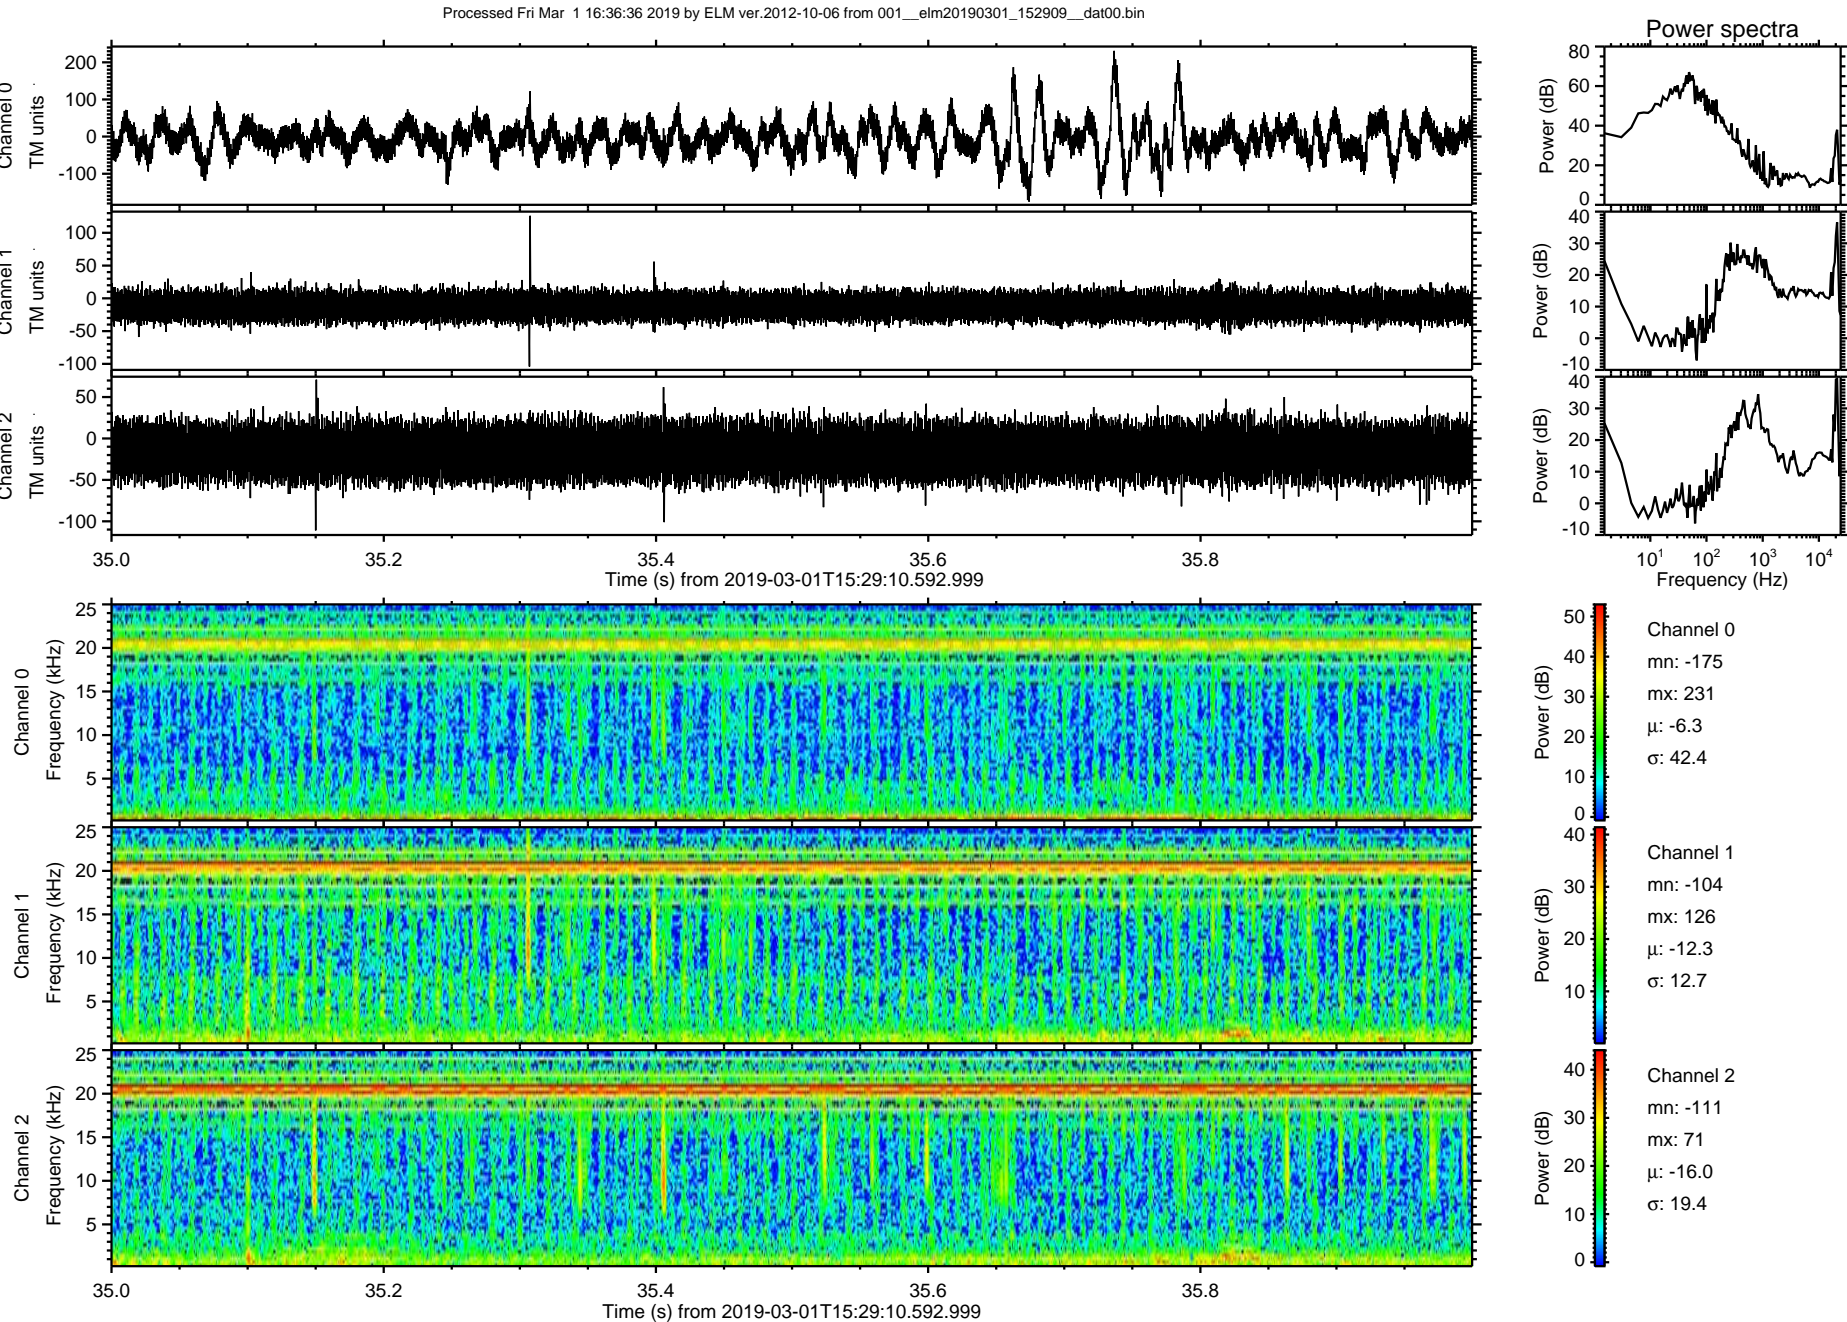 Processed Fri Mar 1 16:36:36 2019 by ELM ver.2012-10-06 from 001__elm20190301_152909__dat00.bin
Power spectra
Channel 0
TM units
200
100
0
-100
Power (dB)
80
60
40
20
0
Channel 1
TM units
100
50
0
-50
-100
Power (dB)
40
30
20
10
0
-10
Channel 2
TM units
50
0
-50
-100
Power (dB)
40
30
20
10
0
-10
35.0 35.2 35.4 35.6 35.8
Time (s) from 2019-03-01T15:29:10.592.999
10¹ 10² 10³ 10⁴
Frequency (Hz)
Channel 0
Frequency (kHz)
25
20
15
10
5
Power (dB)
50
40
30
20
10
0
Channel 0
mn: -175
mx: 231
μ: -6.3
σ: 42.4
Channel 1
Frequency (kHz)
25
20
15
10
5
Power (dB)
40
30
20
10
Channel 1
mn: -104
mx: 126
μ: -12.3
σ: 12.7
Channel 2
Frequency (kHz)
25
20
15
10
5
Power (dB)
40
30
20
10
0
Channel 2
mn: -111
mx: 71
μ: -16.0
σ: 19.4
35.0 35.2 35.4 35.6 35.8
Time (s) from 2019-03-01T15:29:10.592.999